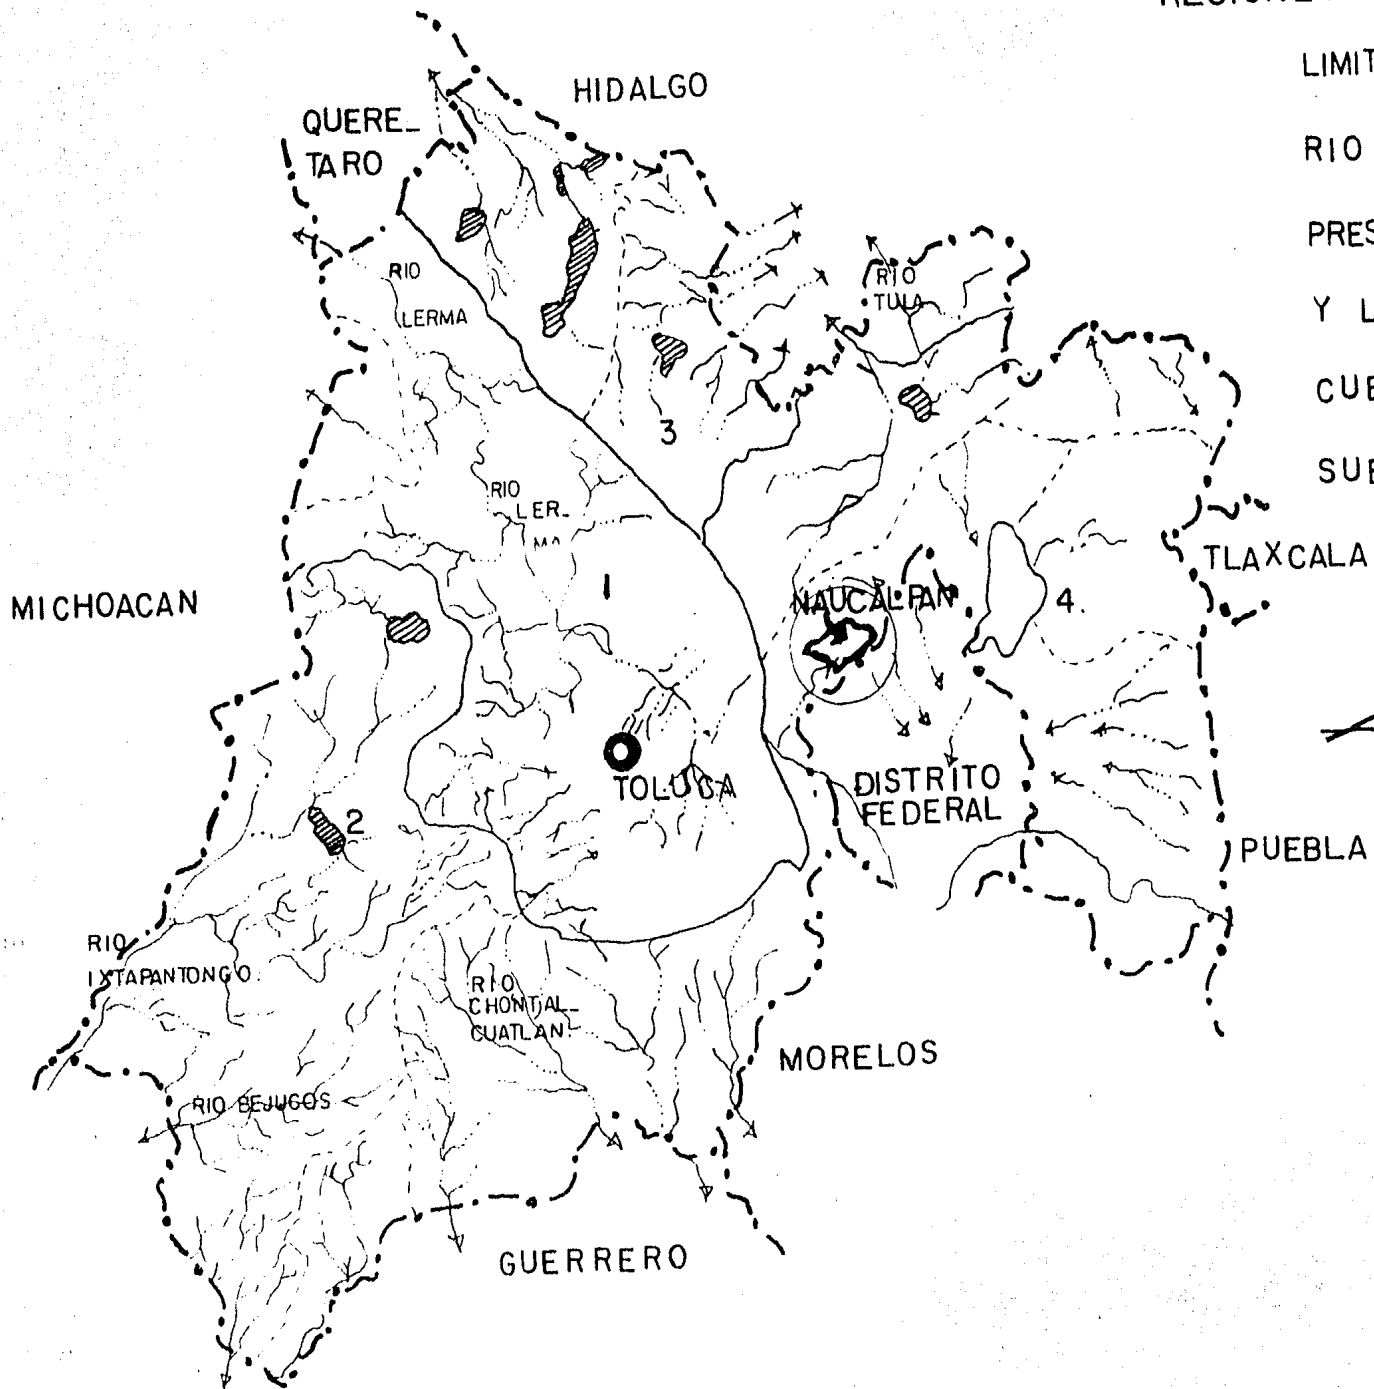 LIMIT
HIDALGO
QUERE_
TARO
RIO
PRES
RIO
LERMA
RIO
TULA
Y L
CUE
3
SUB
RIO
LER_
MA
TLAXCALA
1
MICHOACAN
NAUCALPAN
4.
TOLUCA
DISTRITO
FEDERAL
2
PUEBLA
RIO
IXTAPANTONGO.
RIO
CHONTAL_
CUATLAN.
MORELOS
RIO BEJUCOS
GUERRERO